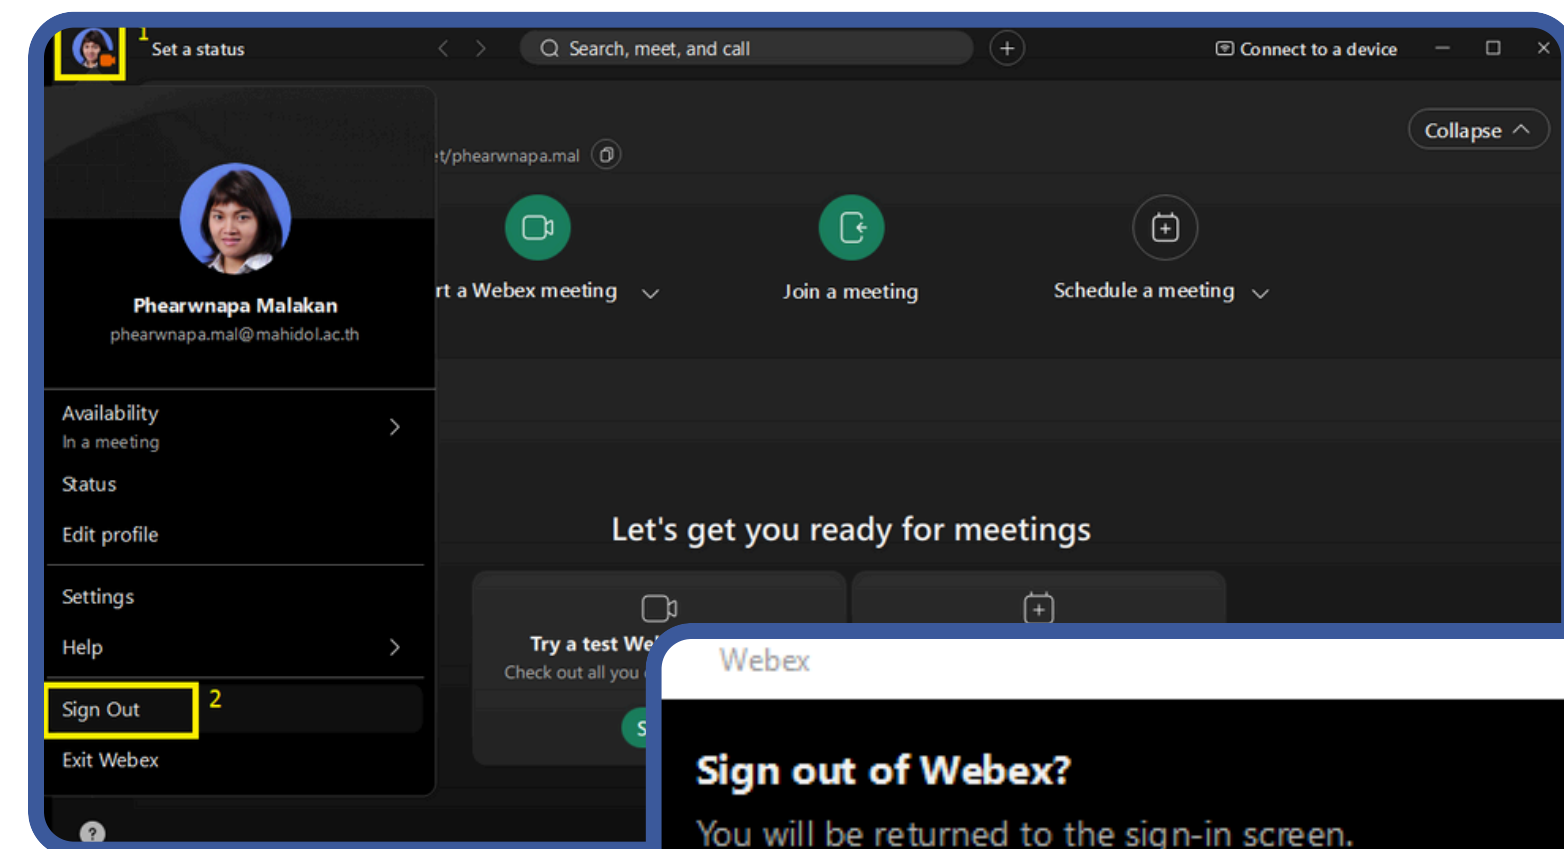 1
Set a status
Search, meet, and call
Connect to a device
Collapse
et/phearwnapa.mal
Phearwnapa Malakan
phearwnapa.mal@mahidol.ac.th
rt a Webex meeting
Join a meeting
Schedule a meeting
Availability
In a meeting
Status
Edit profile
Let's get you ready for meetings
Settings
Help
Try a test We
Check out all you
S
Sign Out
2
Exit Webex
?
Webex
Sign out of Webex?
You will be returned to the sign-in screen.